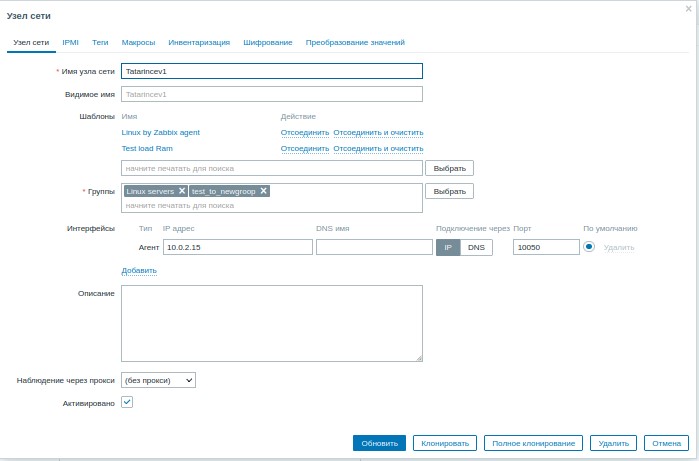 Узел сети
Узел сети IPMI Теги Макросы Инвентаризация Шифрование Преобразование значений
* Имя узла сети Tatarincev1
Видимое имя Tatarincev1
Шаблоны Имя Действие
Linux by Zabbix agent Отсоединить Отсоединить и очистить
Test load Ram Отсоединить Отсоединить и очистить
начните печатать для поиска Выбрать
* Группы Linux servers test_to_newgroop Выбрать
начните печатать для поиска
Интерфейсы Тип IP адрес DNS имя Подключение через Порт По умолчанию
Агент 10.0.2.15 IP DNS 10050 Удалить
Добавить
Описание
Наблюдение через прокси (без прокси)
Активировано
Обновить Клонировать Полное клонирование Удалить Отмена